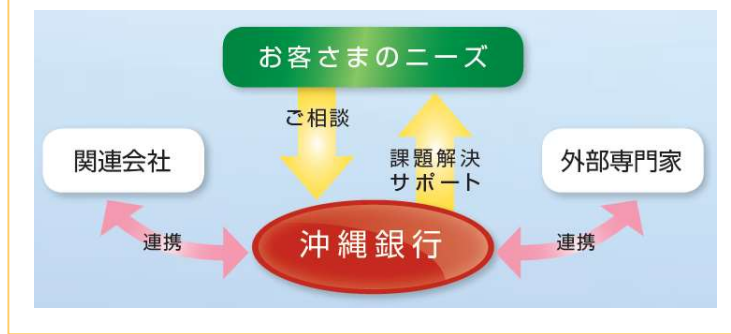 お客さまのニーズ
ご相談
関連会社
課題解決
サポート
外部専門家
連携
沖縄銀行
連携